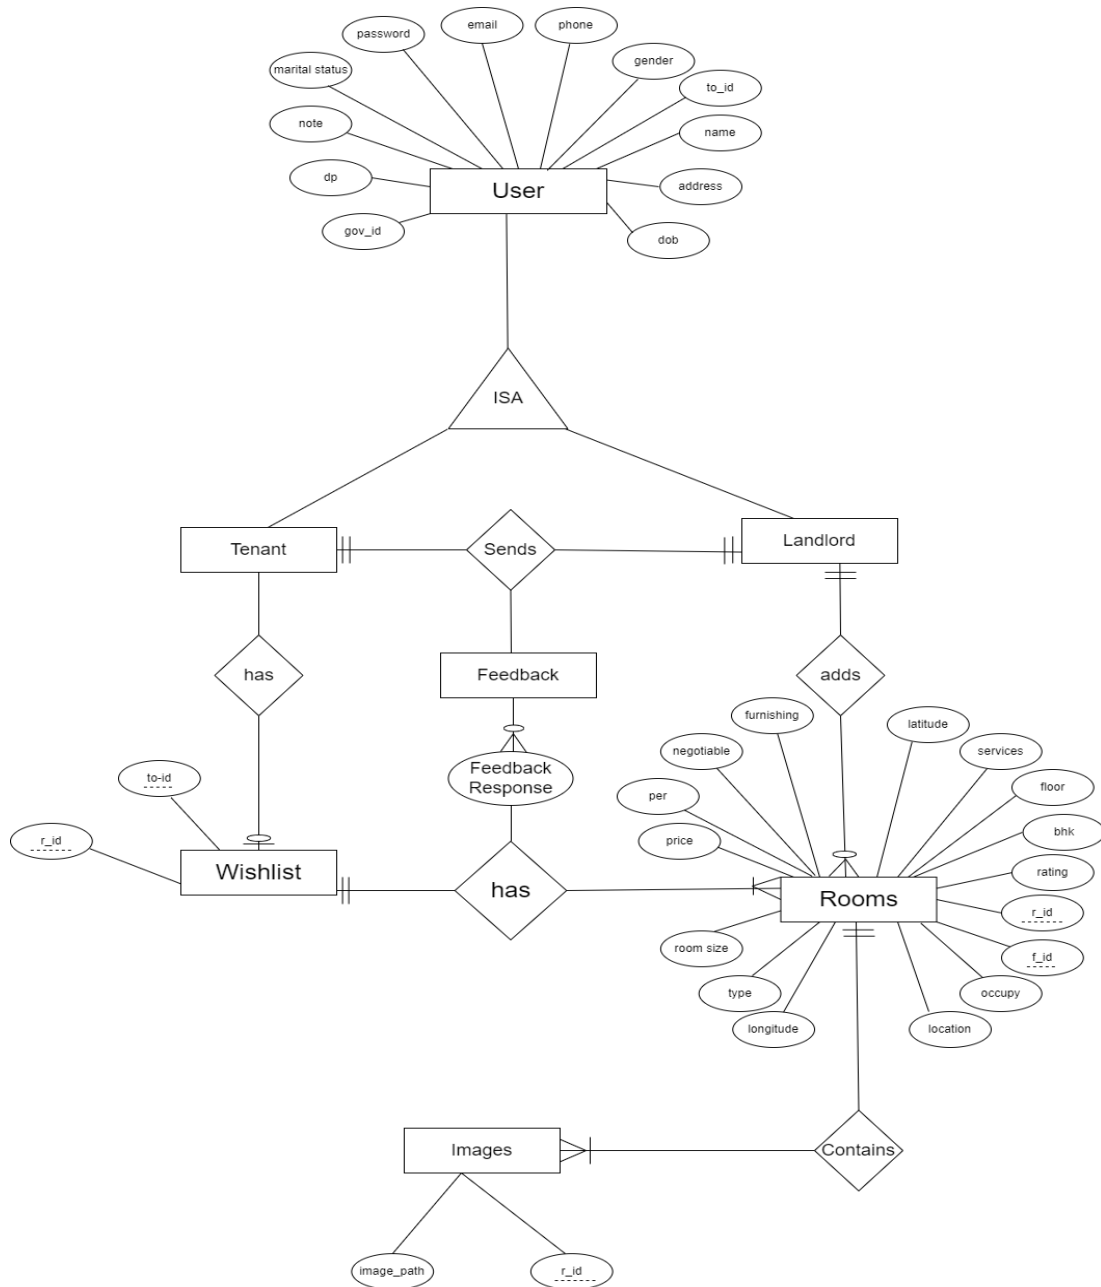 email
phone
password
gender
marital status
to_id
note
name
dp
User
address
gov_id
dob
ISA
Tenant
Sends
Landlord
has
Feedback
adds
furnishing
latitude
negotiable
services
Feedback
Response
to-id
floor
per
bhk
price
r_id
Wishlist
has
rating
Rooms
r_id
room size
f_id
type
occupy
longitude
location
Images
Contains
image_path
r_id